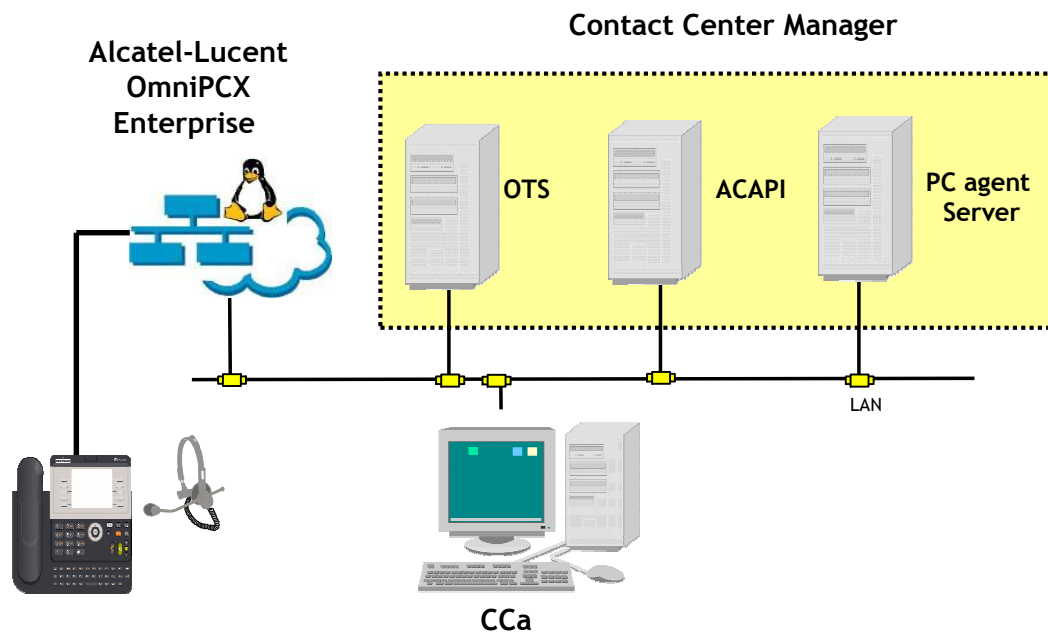 Contact Center Manager
Alcatel-Lucent
OmniPCX
Enterprise
OTS
ACAPI
PC agent
Server
LAN
CCa